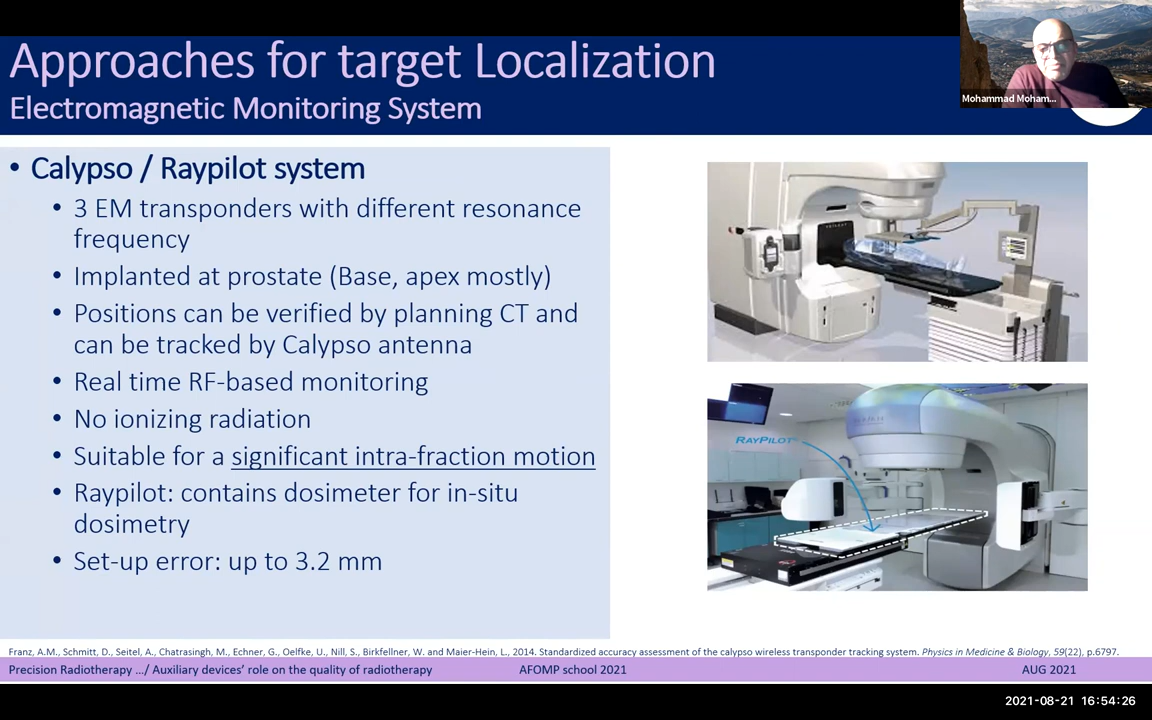 Approaches for target Localization
Electromagnetic Monitoring System
Mohammad Moham...
• Calypso / Raypilot system
• 3 EM transponders with different resonance
frequency
• Implanted at prostate (Base, apex mostly)
• Positions can be verified by planning CT and
can be tracked by Calypso antenna
• Real time RF-based monitoring
• No ionizing radiation
• Suitable for a significant intra-fraction motion
• Raypilot: contains dosimeter for in-situ
dosimetry
• Set-up error: up to 3.2 mm
RAYPILOT
Franz, A.M., Schmitt, D., Seitel, A., Chatrasingh, M., Echner, G., Oelfke, U., Nill, S., Birkfellner, W. and Maier-Hein, L., 2014. Standardized accuracy assessment of the calypso wireless transponder tracking system. Physics in Medicine & Biology, 59(22), p.6797.
Precision Radiotherapy .../ Auxiliary devices' role on the quality of radiotherapy
AFOMP school 2021
AUG 2021
2021-08-21 16:54:26